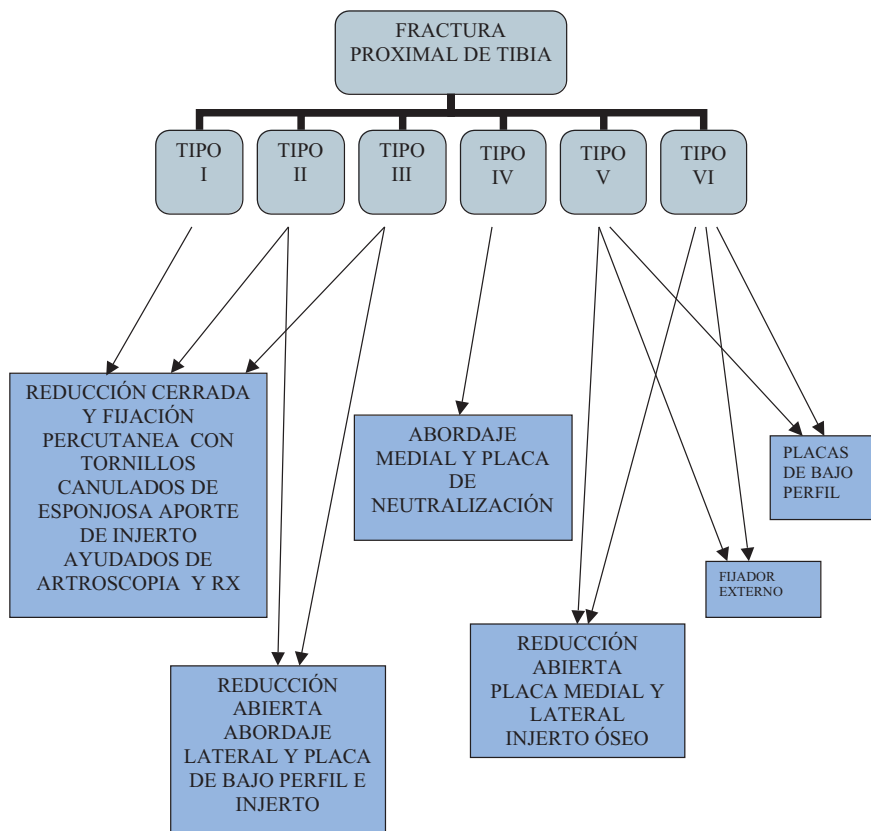 FRACTURA
PROXIMAL DE TIBIA
TIPO
I
TIPO
II
TIPO
III
TIPO
IV
TIPO
V
TIPO
VI
REDUCCIÓN CERRADA
Y FIJACIÓN
PERCUTANEA CON
TORNILLOS
CANULADOS DE
ESPONJOSA APORTE
DE INJERTO
AYUDADOS DE
ARTROSCOPIA Y RX
ABORDAJE
MEDIAL Y PLACA
DE
NEUTRALIZACIÓN
PLACAS
DE BAJO
PERFIL
FIJADOR
EXTERNO
REDUCCIÓN
ABIERTA
PLACA MEDIAL Y
LATERAL
INJERTO ÓSEO
REDUCCIÓN
ABIERTA
ABORDAJE
LATERAL Y PLACA
DE BAJO PERFIL E
INJERTO